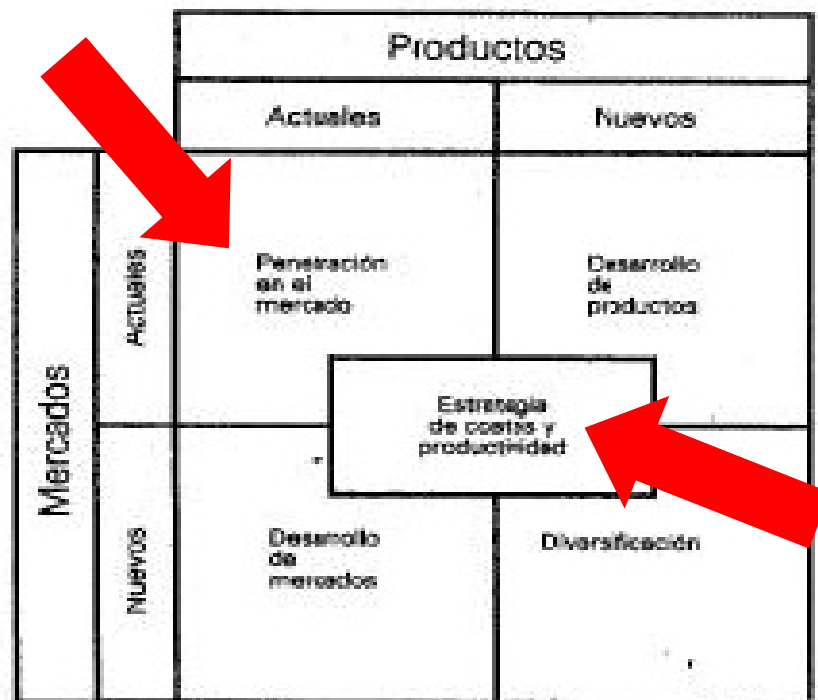 Productos
Actuales
Nuevos
Mercados
Actuales
Penetración
en el
mercado
Desarrollo
de
productos
Estrategia
de costes y
productividad
Nuevos
Desarrollo
de
mercados
Diversificación